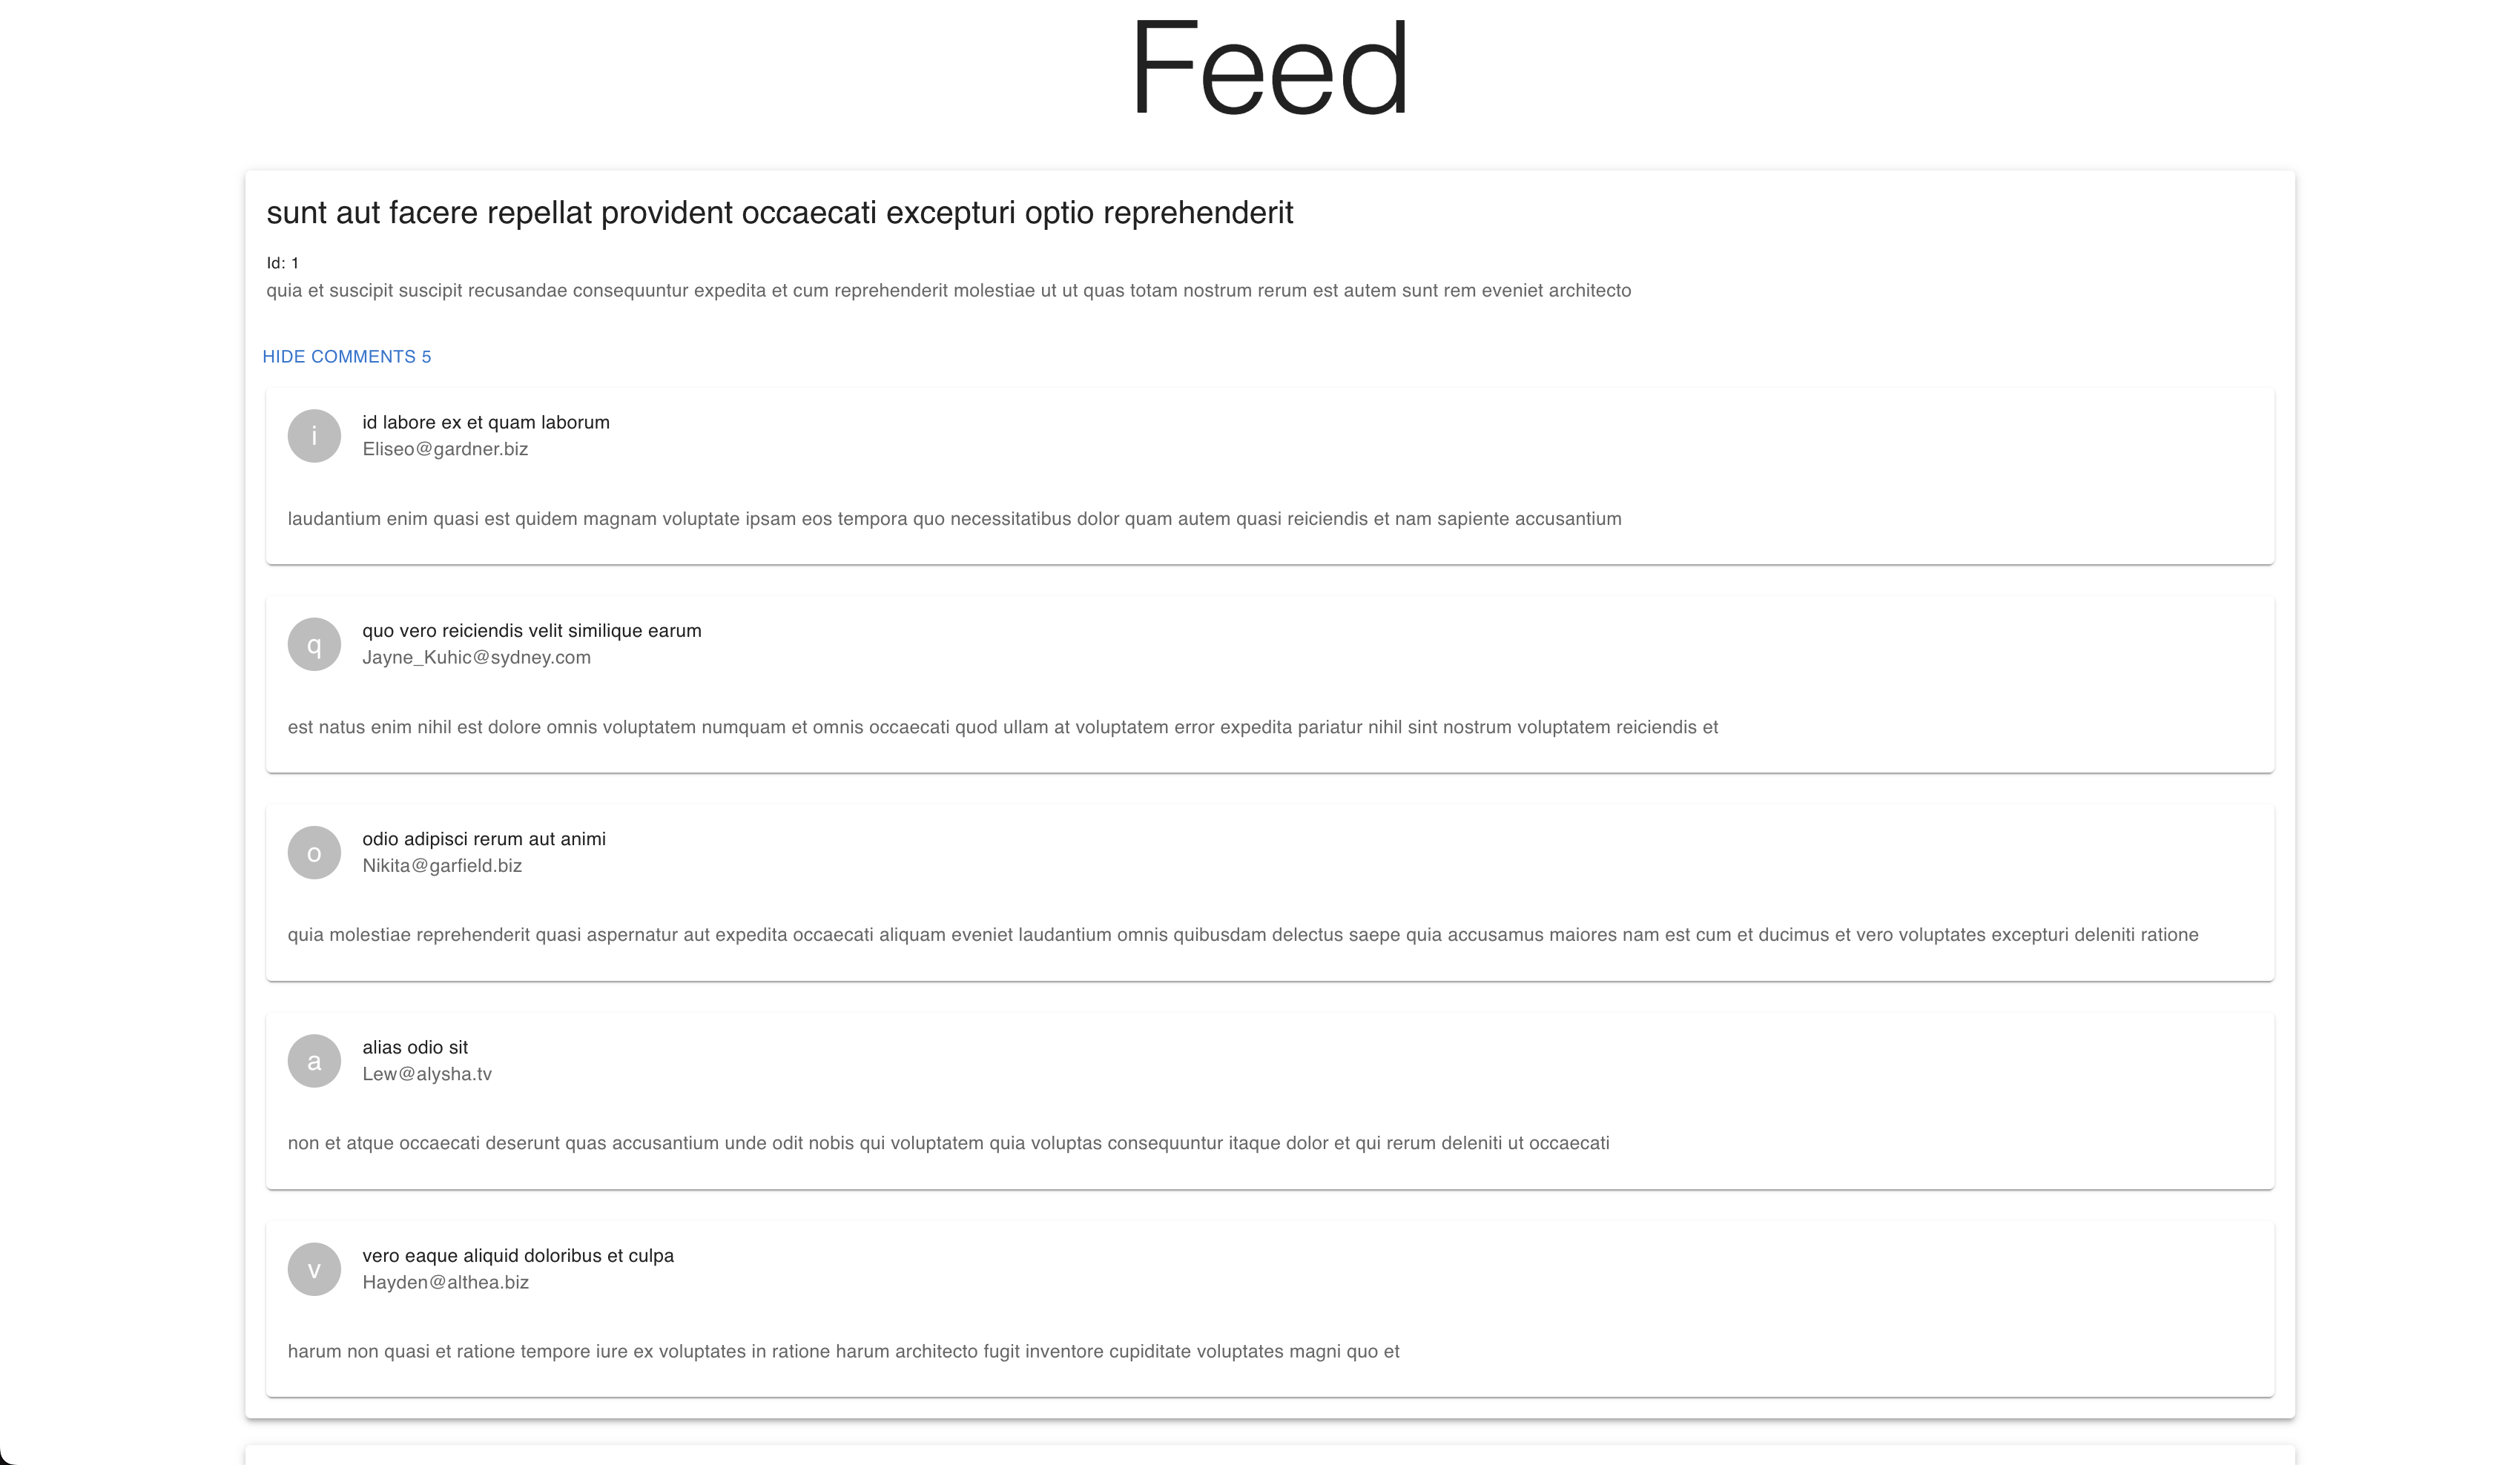 Feed
sunt aut facere repellat provident occaecati excepturi optio reprehenderit
Id: 1
quia et suscipit suscipit recusandae consequuntur expedita et cum reprehenderit molestiae ut ut quas totam nostrum rerum est autem sunt rem eveniet architecto
HIDE COMMENTS 5
i
id labore ex et quam laborum
Eliseo@gardner.biz
laudantium enim quasi est quidem magnam voluptate ipsam eos tempora quo necessitatibus dolor quam autem quasi reiciendis et nam sapiente accusantium
q
quo vero reiciendis velit similique earum
Jayne_Kuhic@sydney.com
est natus enim nihil est dolore omnis voluptatem numquam et omnis occaecati quod ullam at voluptatem error expedita pariatur nihil sint nostrum voluptatem reiciendis et
o
odio adipisci rerum aut animi
Nikita@garfield.biz
quia molestiae reprehenderit quasi aspernatur aut expedita occaecati aliquam eveniet laudantium omnis quibusdam delectus saepe quia accusamus maiores nam est cum et ducimus et vero voluptates excepturi deleniti ratione
a
alias odio sit
Lew@alysha.tv
non et atque occaecati deserunt quas accusantium unde odit nobis qui voluptatem quia voluptas consequuntur itaque dolor et qui rerum deleniti ut occaecati
v
vero eaque aliquid doloribus et culpa
Hayden@althea.biz
harum non quasi et ratione tempore iure ex voluptates in ratione harum architecto fugit inventore cupiditate voluptates magni quo et